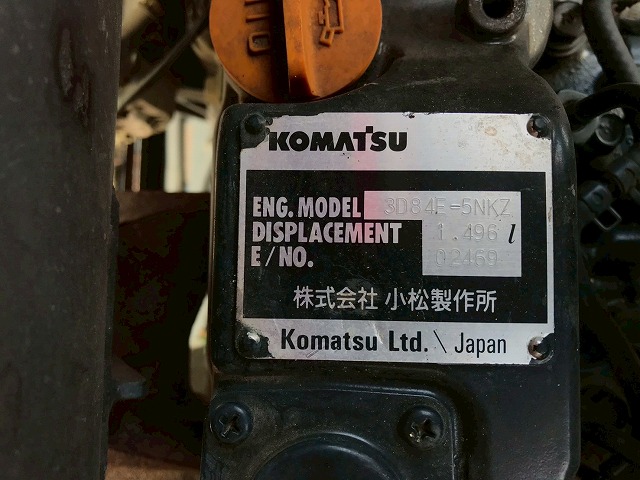 OIL
KOMATSU
ENG. MODEL 3D84E-5NKZ
DISPLACEMENT 1.496 l
E/NO. 02469
株式会社 小松製作所
Komatsu Ltd. \ Japan